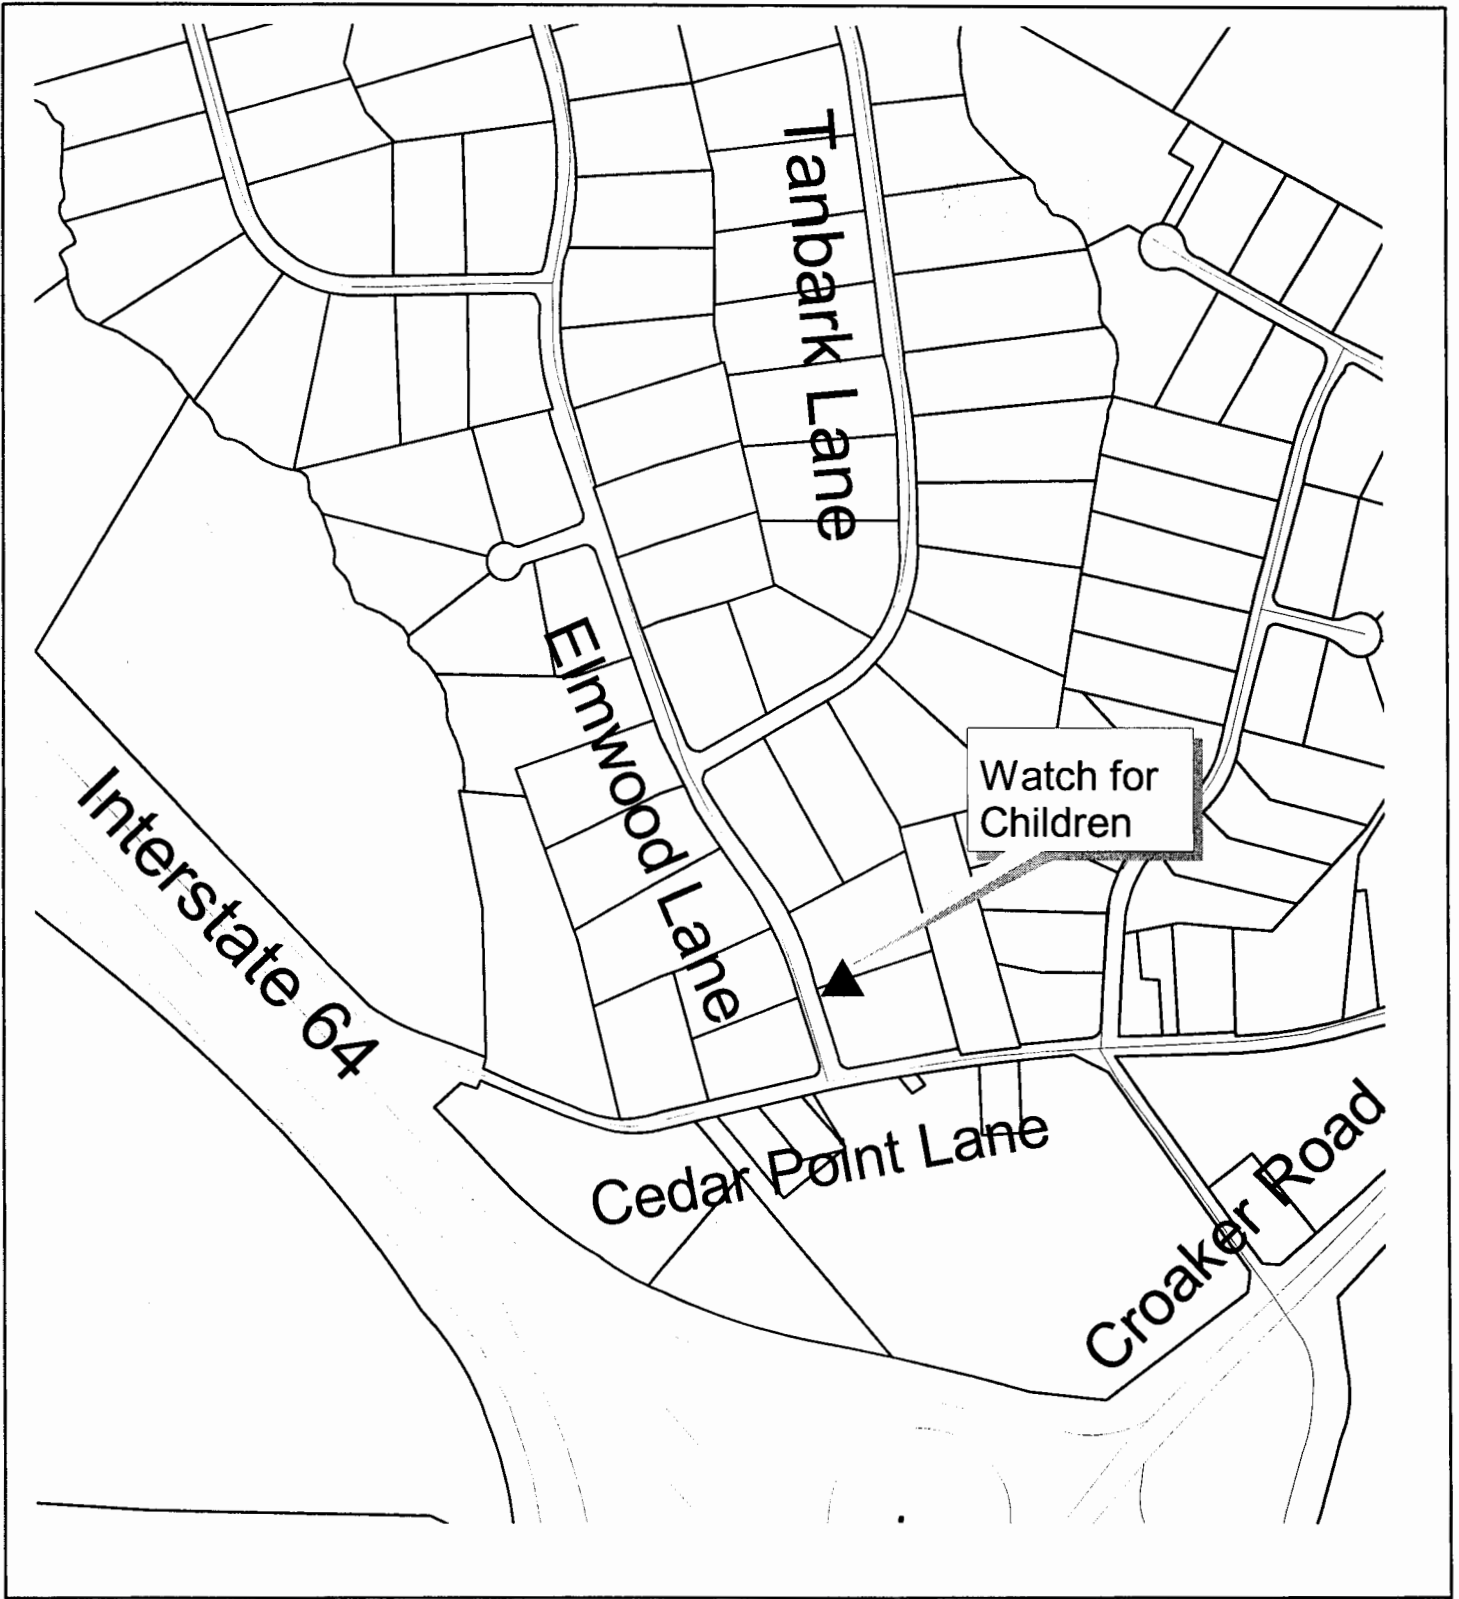 Tanbark Lane
Elmwood Lane
Watch for
Children
Interstate 64
Cedar Point Lane
Croaker Road